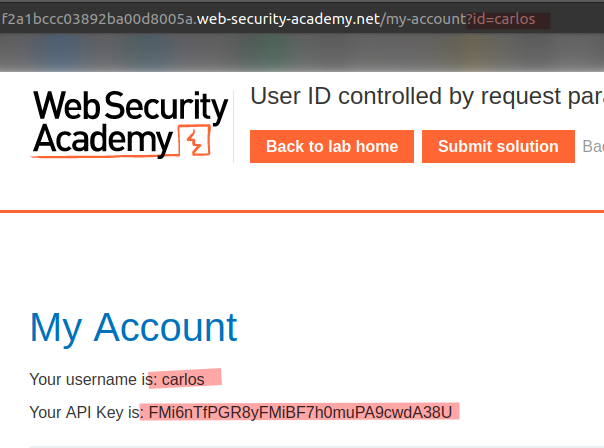 f2a1bccc03892ba00d8005a.web-security-academy.net/my-account?id=carlos
Web Security
Academy
User ID controlled by request par
Back to lab home
Submit solution
Bac
My Account
Your username is: carlos
Your API Key is: FMi6nTfPGR8yFMiBF7h0muPA9cwdA38U